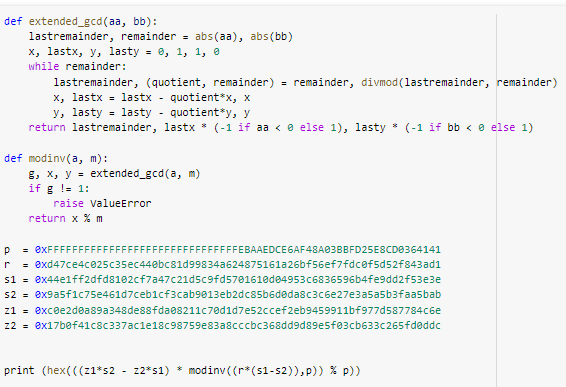 def extended_gcd(aa, bb):
    lastremainder, remainder = abs(aa), abs(bb)
    x, lastx, y, lasty = 0, 1, 1, 0
    while remainder:
        lastremainder, (quotient, remainder) = remainder, divmod(lastremainder, remainder)
        x, lastx = lastx - quotient*x, x
        y, lasty = lasty - quotient*y, y
    return lastremainder, lastx * (-1 if aa < 0 else 1), lasty * (-1 if bb < 0 else 1)
def modinv(a, m):
    g, x, y = extended_gcd(a, m)
    if g != 1:
        raise ValueError
    return x % m
p  = 0xFFFFFFFFFFFFFFFFFFFFFFFFFFFFFFFEBAAEDCE6AF48A03BBFD25E8CD0364141
r  = 0xd47ce4c025c35ec440bc81d99834a624875161a26bf56ef7fdc0f5d52f843ad1
s1 = 0x44e1ff2dfd8102cf7a47c21d5c9fd5701610d04953c6836596b4fe9dd2f53e3e
s2 = 0x9a5f1c75e461d7ceb1cf3cab9013eb2dc85b6d0da8c3c6e27e3a5a5b3faa5bab
z1 = 0xc0e2d0a89a348de88fda08211c70d1d7e52ccef2eb9459911bf977d587784c6e
z2 = 0x17b0f41c8c337ac1e18c98759e83a8cccbc368dd9d89e5f03cb633c265fd0ddc
print (hex(((z1*s2 - z2*s1) * modinv((r*(s1-s2)),p)) % p))